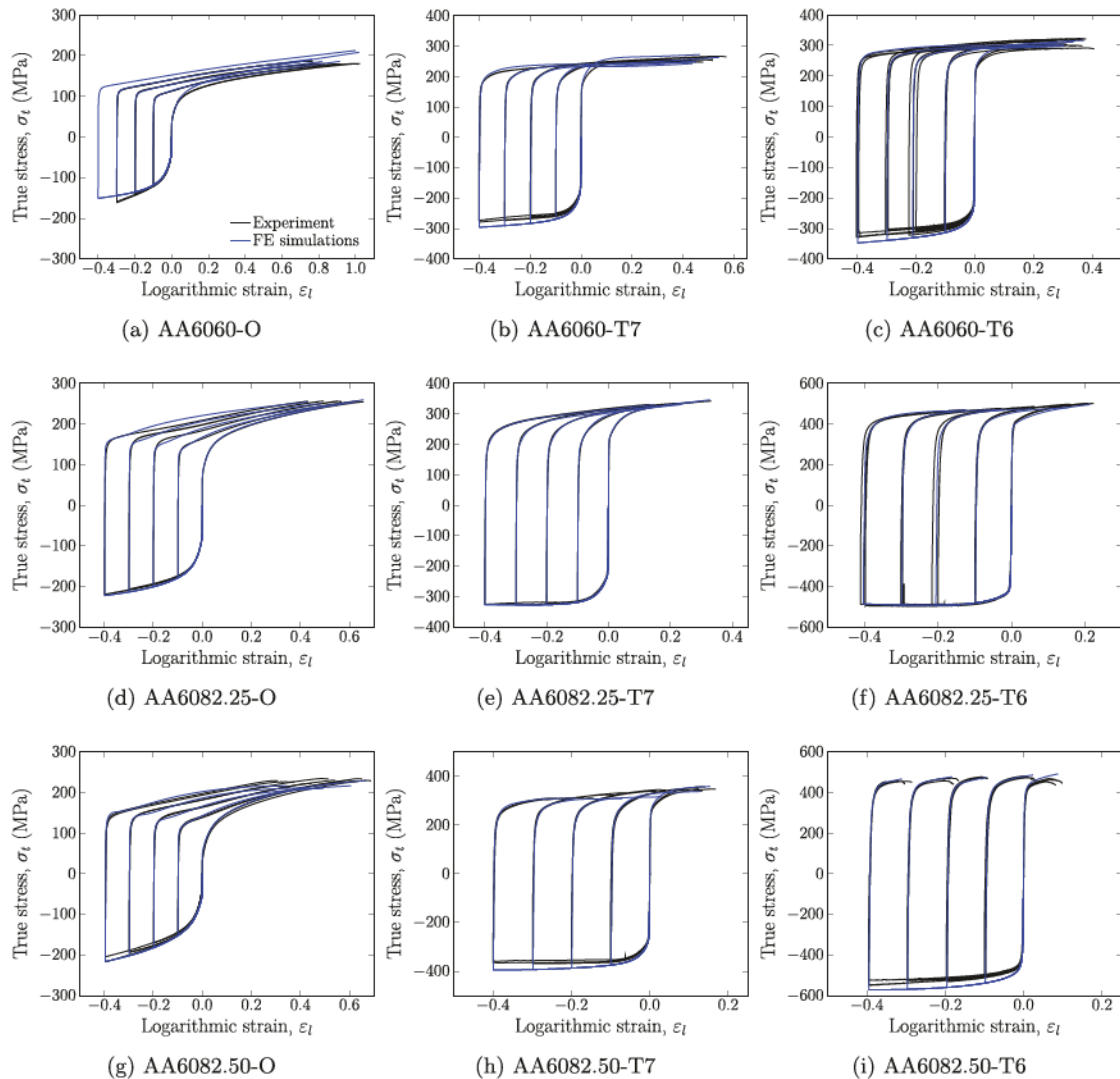 True stress, σt (MPa)
300
200
100
0
−100
−200
−300
Experiment
FE simulations
−0.4 −0.2 0.0 0.2 0.4 0.6 0.8 1.0
Logarithmic strain, εl
(a) AA6060-O
True stress, σt (MPa)
400
300
200
100
0
−100
−200
−300
−400
−0.4 −0.2 0.0 0.2 0.4 0.6
Logarithmic strain, εl
(b) AA6060-T7
True stress, σt (MPa)
400
300
200
100
0
−100
−200
−300
−400
−0.4 −0.2 0.0 0.2 0.4
Logarithmic strain, εl
(c) AA6060-T6
True stress, σt (MPa)
300
200
100
0
−100
−200
−300
−0.4 −0.2 0.0 0.2 0.4 0.6
Logarithmic strain, εl
(d) AA6082.25-O
True stress, σt (MPa)
400
300
200
100
0
−100
−200
−300
−400
−0.4 −0.2 0.0 0.2 0.4
Logarithmic strain, εl
(e) AA6082.25-T7
True stress, σt (MPa)
600
400
200
0
−200
−400
−600
−0.4 −0.2 0.0 0.2
Logarithmic strain, εl
(f) AA6082.25-T6
True stress, σt (MPa)
300
200
100
0
−100
−200
−300
−0.4 −0.2 0.0 0.2 0.4 0.6
Logarithmic strain, εl
(g) AA6082.50-O
True stress, σt (MPa)
400
200
0
−200
−400
−0.4 −0.2 0.0 0.2
Logarithmic strain, εl
(h) AA6082.50-T7
True stress, σt (MPa)
600
400
200
0
−200
−400
−600
−0.4 −0.2 0.0 0.2
Logarithmic strain, εl
(i) AA6082.50-T6